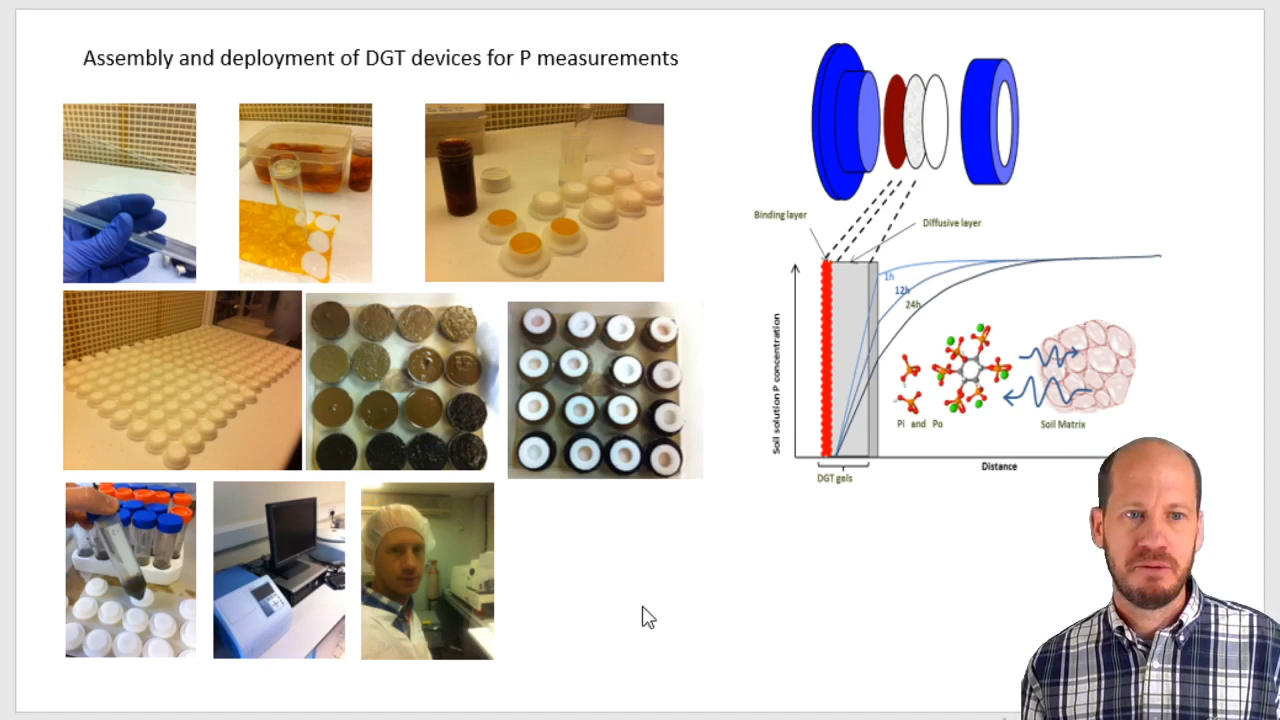 Assembly and deployment of DGT devices for P measurements
Binding layer
Diffusive layer
1h
12h
24h
Soil solution P concentration
Pi and Po
Soil Matrix
Distance
DGT gels